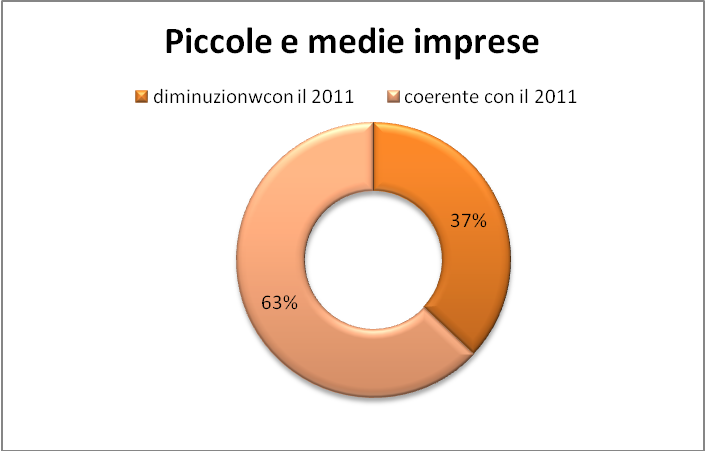 Piccole e medie imprese
diminuzionwcon il 2011 coerente con il 2011
37%
63%